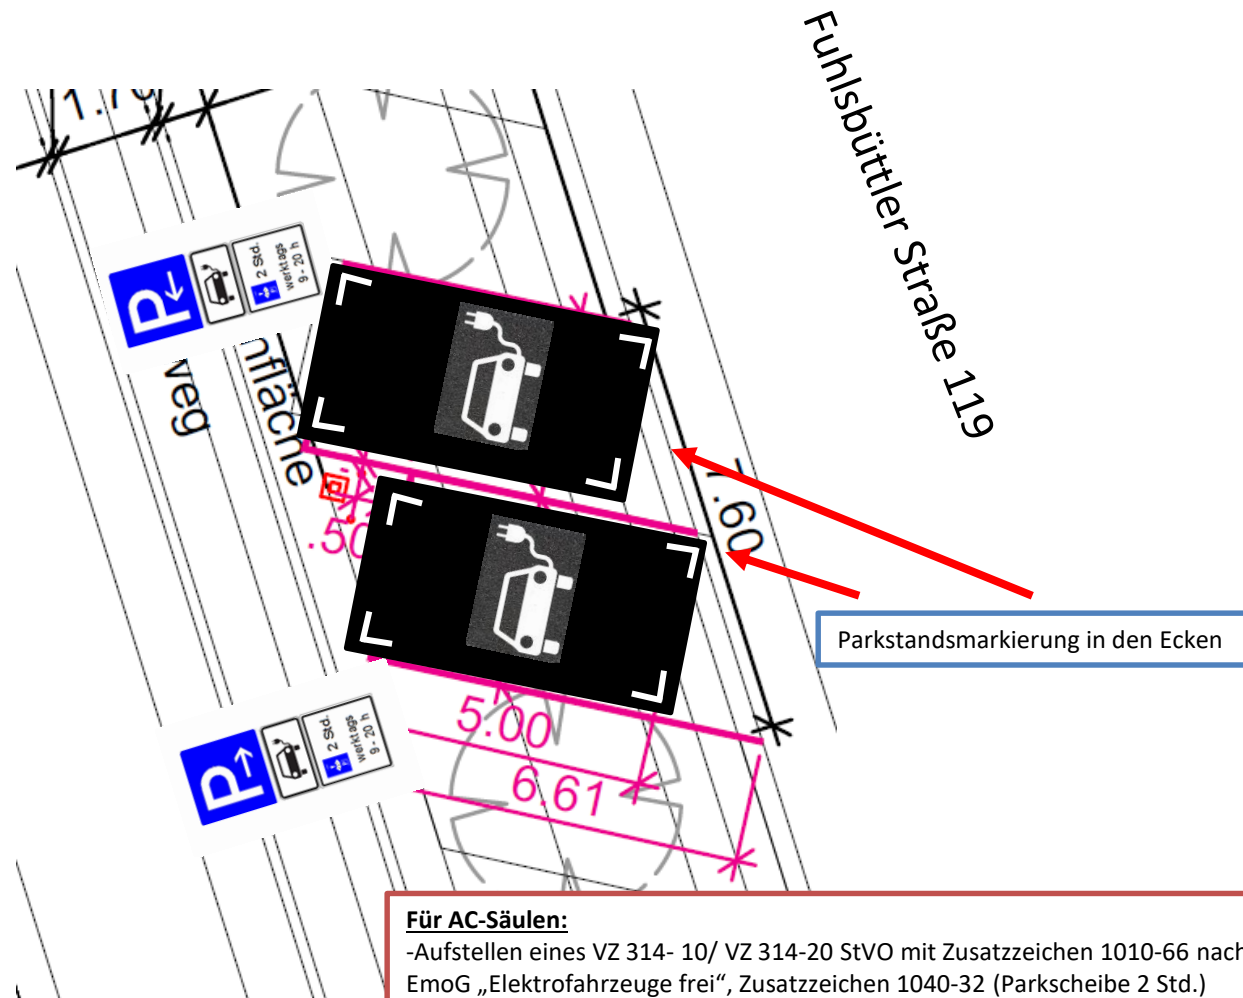 Fuhlsbüttler Straße 119
P
2 Std.
werktags
9 - 20 h
weg
nfläche
.50
7.60
Parkstandsmarkierung in den Ecken
P
2 Std.
werktags
9 - 20 h
5.00
6.61
Für AC-Säulen:
-Aufstellen eines VZ 314- 10/ VZ 314-20 StVO mit Zusatzzeichen 1010-66 nach
EmoG „Elektrofahrzeuge frei“, Zusatzzeichen 1040-32 (Parkscheibe 2 Std.)